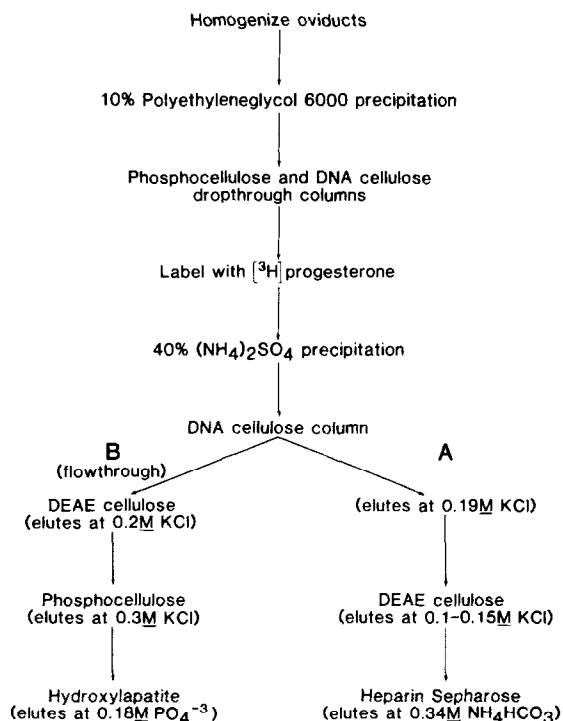 Homogenize oviducts
10% Polyethyleneglycol 6000 precipitation
Phosphocellulose and DNA cellulose
dropthrough columns
Label with [³H] progesterone
40% (NH₄)₂SO₄ precipitation
DNA cellulose column
B
(flowthrough)
DEAE cellulose
(elutes at 0.2M KCl)
Phosphocellulose
(elutes at 0.3M KCl)
Hydroxylapatite
(elutes at 0.18M PO₄⁻³)
A
(elutes at 0.19M KCl)
DEAE cellulose
(elutes at 0.1-0.15M KCl)
Heparin Sepharose
(elutes at 0.34M NH₄HCO₃)